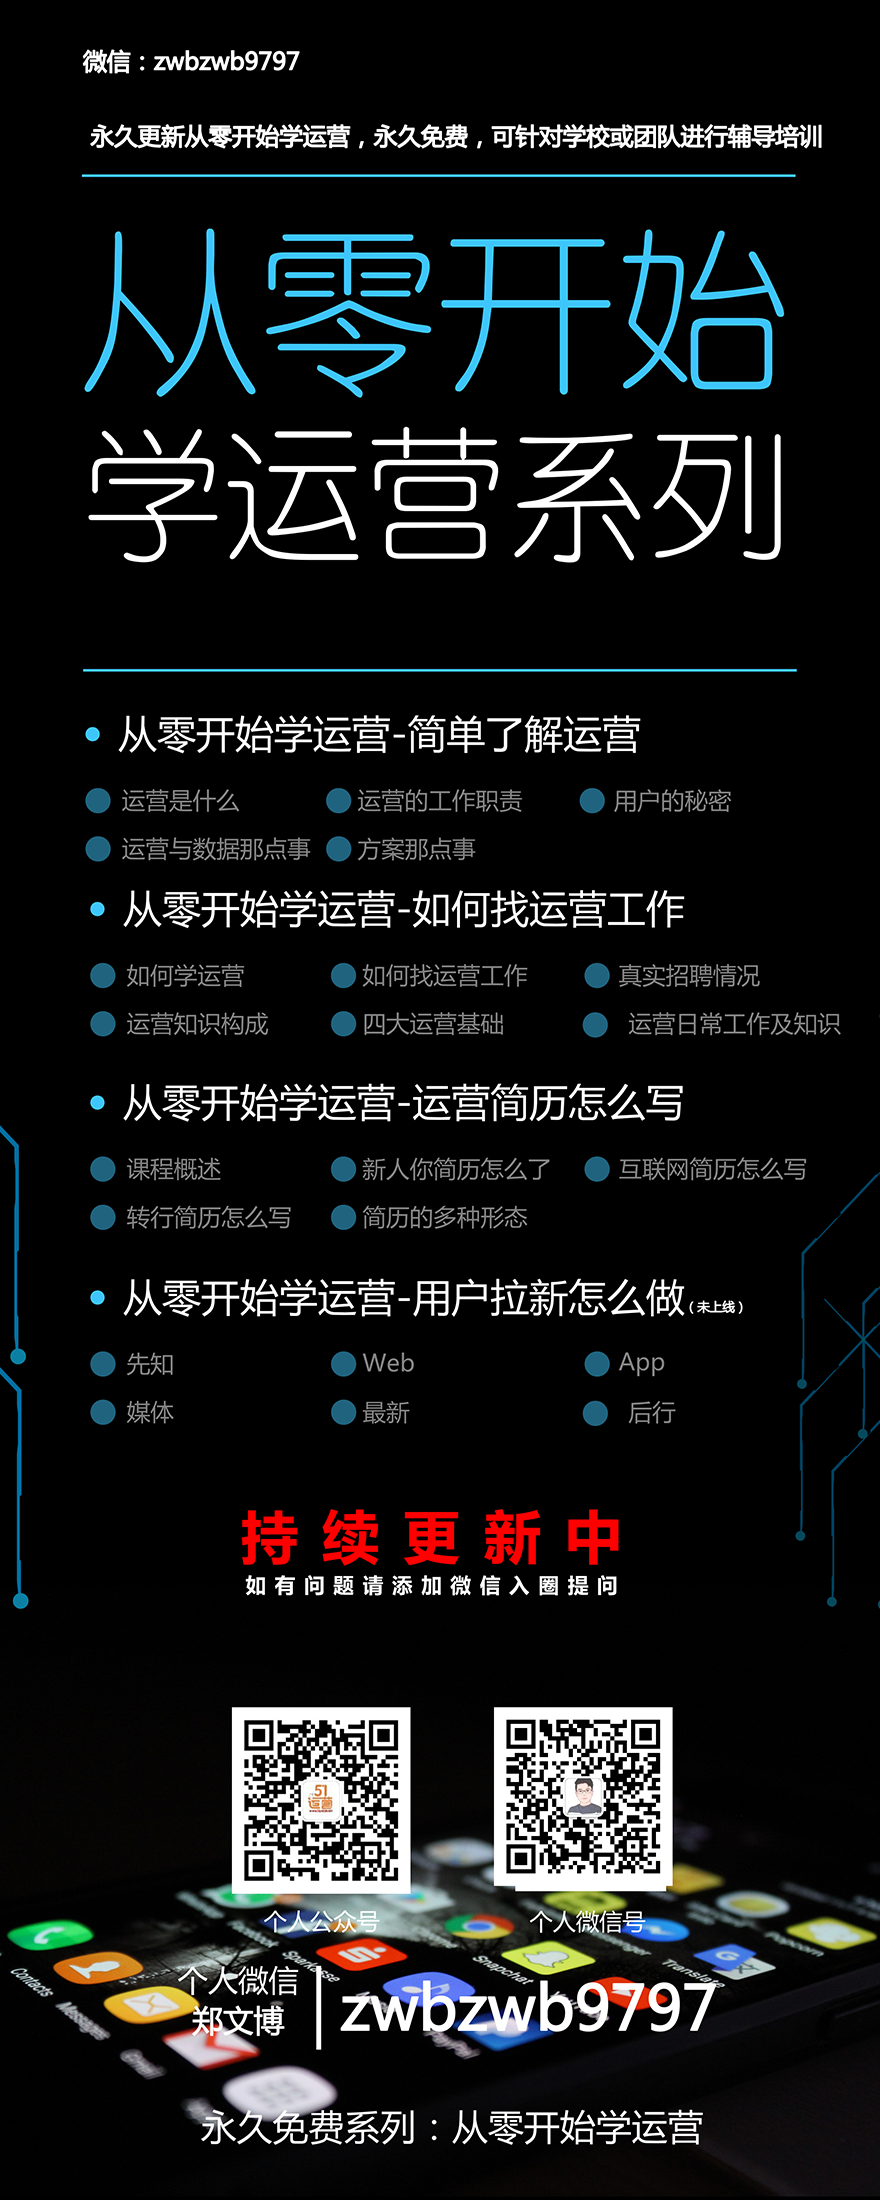 微信：zwbzwb9797
永久更新从零开始学运营，永久免费，可针对学校或团队进行辅导培训
从零开始
学运营系列
从零开始学运营-简单了解运营
运营是什么 运营的工作职责 用户的秘密
运营与数据那点事 方案那点事
从零开始学运营-如何找运营工作
如何学运营 如何找运营工作 真实招聘情况
运营知识构成 四大运营基础 运营日常工作及知识
从零开始学运营-运营简历怎么写
课程概述 新人你简历怎么了 互联网简历怎么写
转行简历怎么写 简历的多种形态
从零开始学运营-用户拉新怎么做（未上线）
先知 Web App
媒体 最新 后行
持续更新中
如有问题请添加微信入圈提问
51
运营
个人公众号 个人微信号
Contacts
Messages
Email
Snapchat
Translate
Popcorn
PayPal
个人微信
郑文博
zwbzwb9797
永久免费系列：从零开始学运营